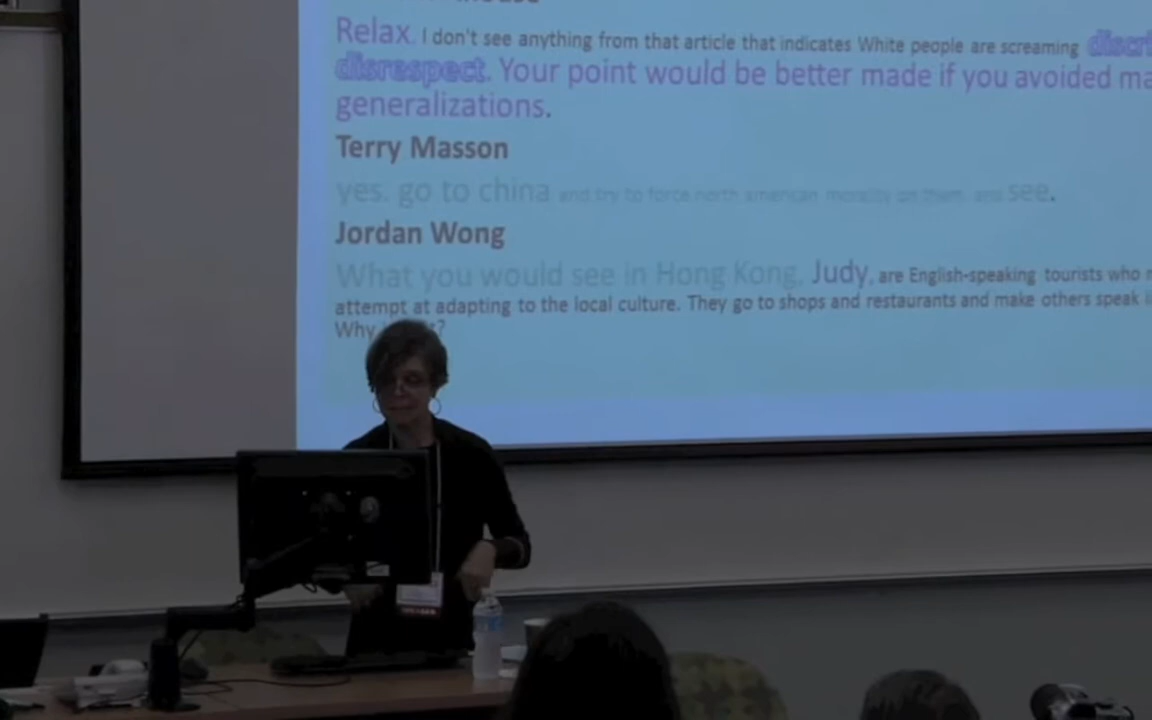 Relax. I don't see anything from that article that indicates White people are screaming
disrespect. Your point would be better made if you avoided
generalizations.
Terry Masson
yes. go to china and try to force north american morality on them. and see.
Jordan Wong
What you would see in Hong Kong, Judy, are English-speaking tourists who
attempt at adapting to the local culture. They go to shops and restaurants and make others speak
Why